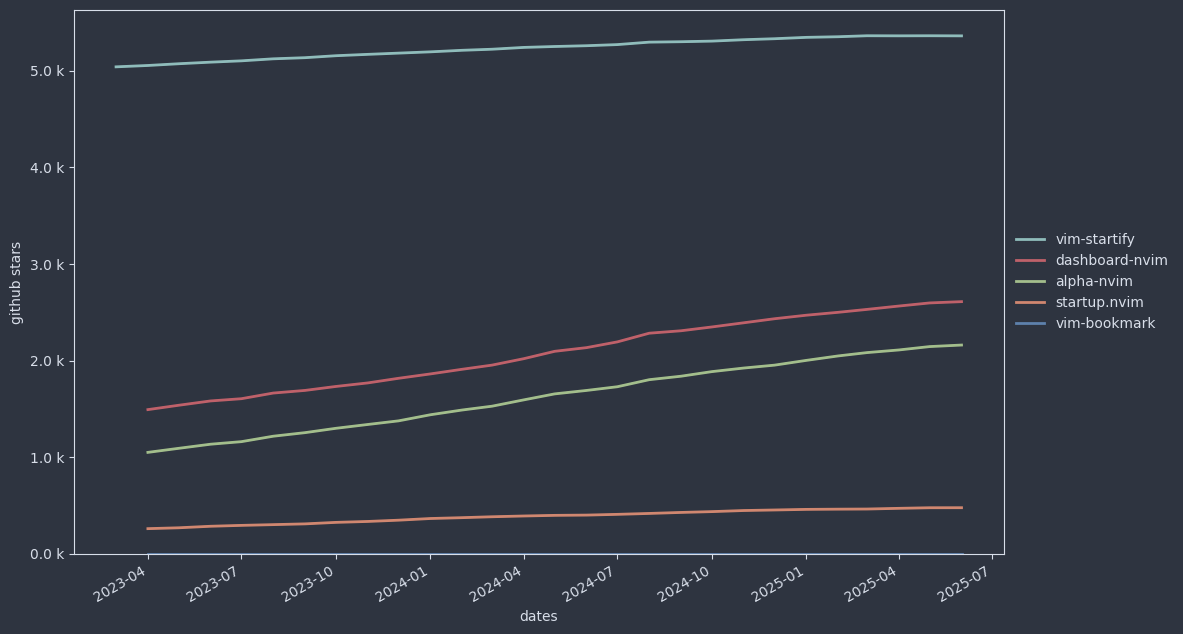 5.0 k
4.0 k
3.0 k
2.0 k
1.0 k
0.0 k
github stars
2023-04
2023-07
2023-10
2024-01
2024-04
2024-07
2024-10
2025-01
2025-04
2025-07
dates
vim-startify
dashboard-nvim
alpha-nvim
startup.nvim
vim-bookmark